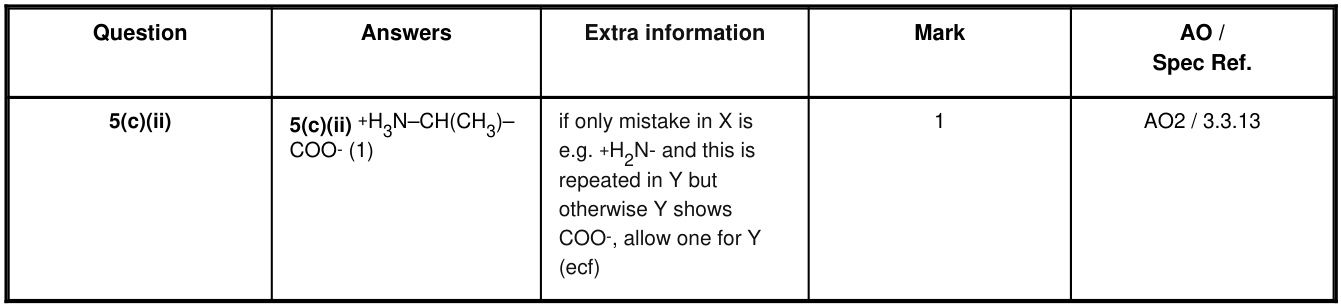 Question Answers Extra information Mark AO /
Spec Ref.
5(c)(ii)
5(c)(ii) +H3N–CH(CH3)–
COO- (1)
if only mistake in X is
e.g. +H2N- and this is
repeated in Y but
otherwise Y shows
COO-, allow one for Y
(ecf)
1
AO2 / 3.3.13